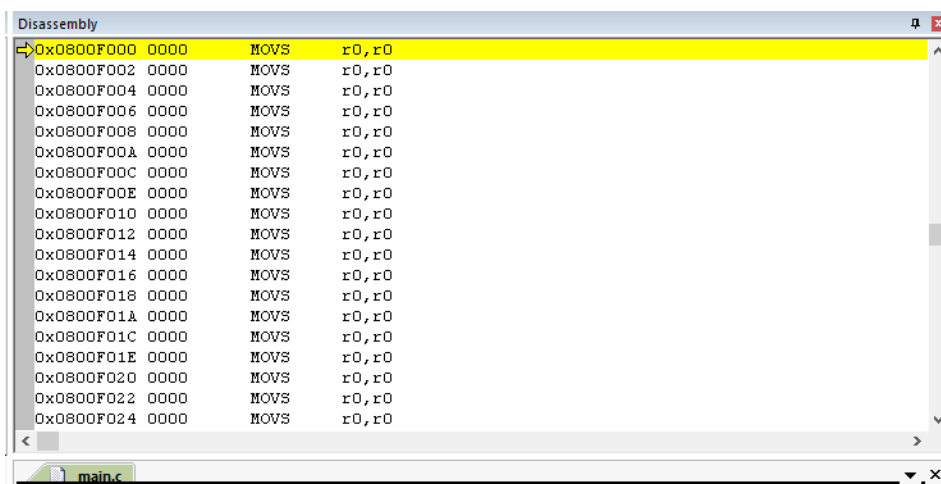 Disassembly
0x0800F000 0000 MOVS r0,r0
0x0800F002 0000 MOVS r0,r0
0x0800F004 0000 MOVS r0,r0
0x0800F006 0000 MOVS r0,r0
0x0800F008 0000 MOVS r0,r0
0x0800F00A 0000 MOVS r0,r0
0x0800F00C 0000 MOVS r0,r0
0x0800F00E 0000 MOVS r0,r0
0x0800F010 0000 MOVS r0,r0
0x0800F012 0000 MOVS r0,r0
0x0800F014 0000 MOVS r0,r0
0x0800F016 0000 MOVS r0,r0
0x0800F018 0000 MOVS r0,r0
0x0800F01A 0000 MOVS r0,r0
0x0800F01C 0000 MOVS r0,r0
0x0800F01E 0000 MOVS r0,r0
0x0800F020 0000 MOVS r0,r0
0x0800F022 0000 MOVS r0,r0
0x0800F024 0000 MOVS r0,r0
main.c